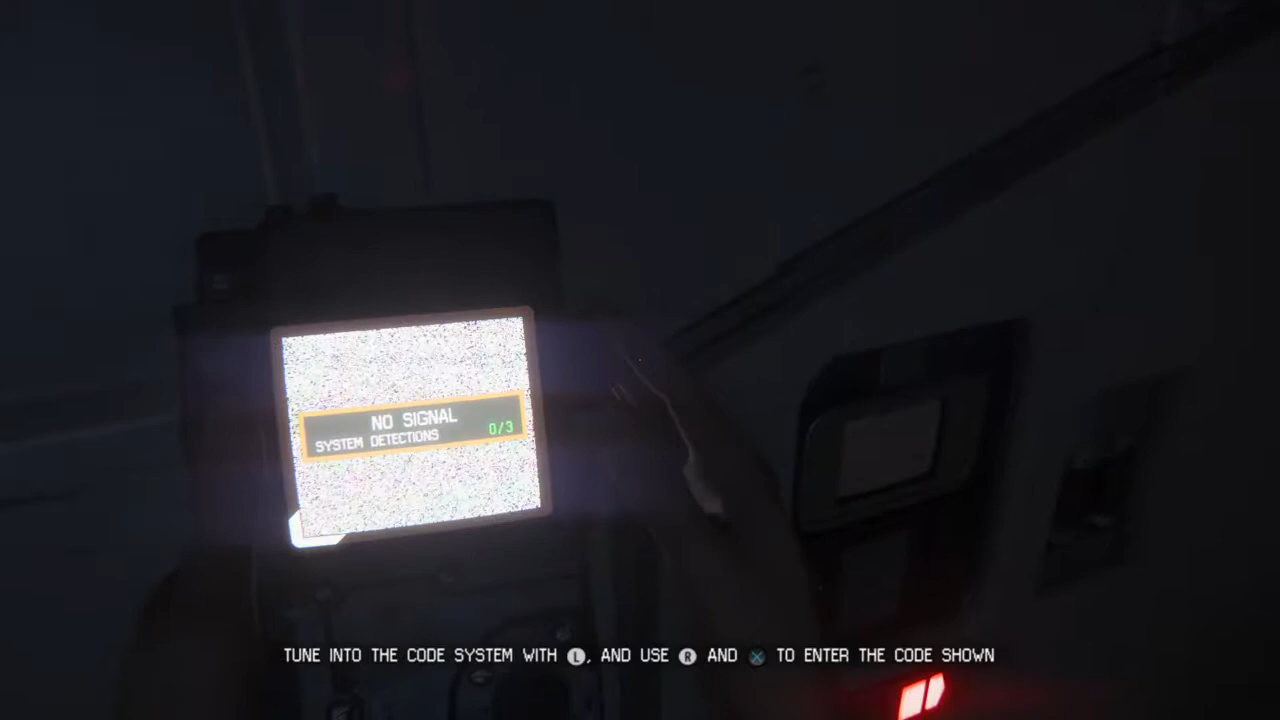 NO SIGNAL
SYSTEM DETECTIONS 0/3
TUNE INTO THE CODE SYSTEM WITH L, AND USE R AND X TO ENTER THE CODE SHOWN